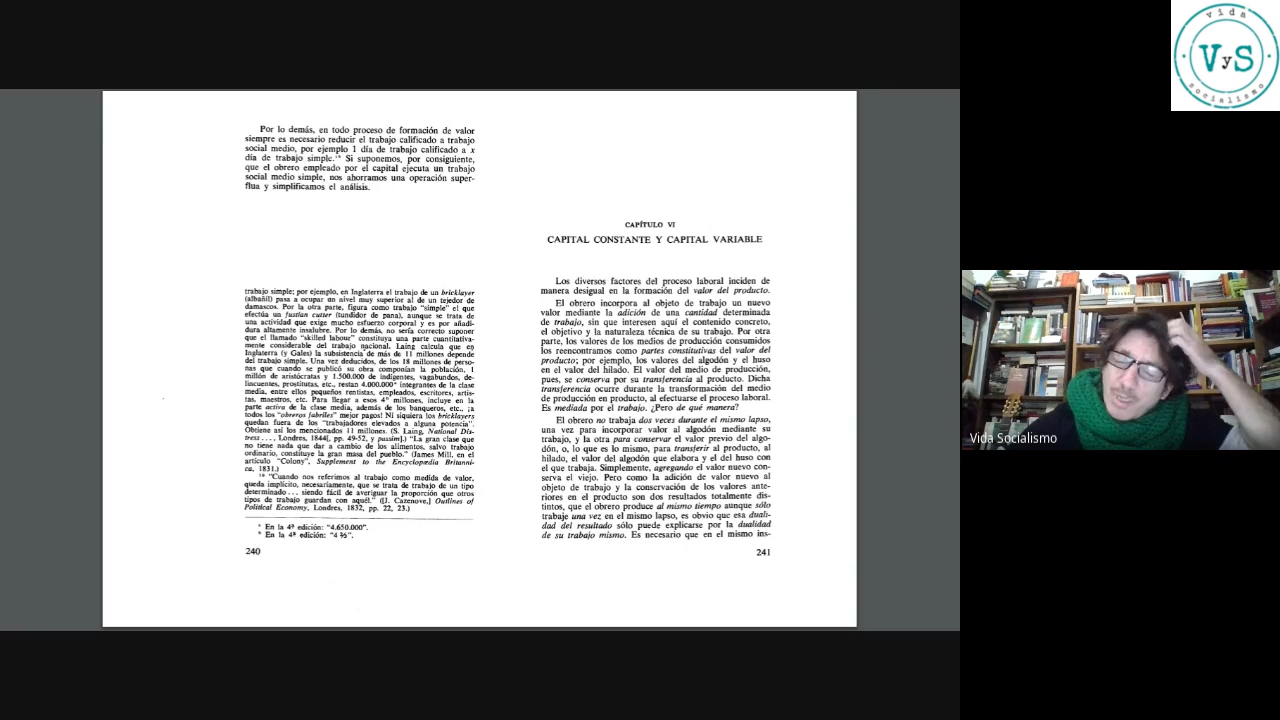 Por lo demás, en todo proceso de formación de valor
siempre es necesario reducir el trabajo calificado a trabajo
social medio, por ejemplo 1 día de trabajo calificado a x
día de trabajo simple.¹⁸ Si suponemos, por consiguiente,
que el obrero empleado por el capital ejecuta un trabajo
social medio simple, nos ahorramos una operación super-
flua y simplificamos el análisis.
trabajo simple; por ejemplo, en Inglaterra el trabajo de un bricklayer
(albañil) pasa a ocupar un nivel muy superior al de un tejedor de
damascos. Por la otra parte, figura como trabajo "simple" el que
efectúa un fustian cutter (tundidor de pana), aunque se trata de
una actividad que exige mucho esfuerzo corporal y es por añadi-
dura altamente insalubre. Por lo demás, no sería correcto suponer
que el llamado "skilled labour" constituya una parte cuantitativa-
mente considerable del trabajo nacional. Laing calcula que en
Inglaterra (y Gales) la subsistencia de más de 11 millones depende
del trabajo simple. Una vez deducidos, de los 18 millones de perso-
nas que cuando se publicó su obra componían la población, 1
millón de aristócratas y 1.500.000 de indigentes, vagabundos, de-
lincuentes, prostitutas, etc., restan 4.000.000ᵃ integrantes de la clase
media, entre ellos pequeños rentistas, empleados, escritores, artis-
tas, maestros, etc. Para llegar a esos 4ᵇ millones, incluye en la
parte activa de la clase media, además de los banqueros, etc., ¡a
todos los "obreros fabriles" mejor pagos! Ni siquiera los bricklayers
quedan fuera de los "trabajadores elevados a alguna potencia".
Obtiene así los mencionados 11 millones. (S. Laing, National Dis-
tress..., Londres, 1844[, pp. 49-52, y passim].) "La gran clase que
no tiene nada que dar a cambio de los alimentos, salvo trabajo
ordinario, constituye la gran masa del pueblo." (James Mill, en el
artículo "Colony", Supplement to the Encyclopædia Britanni-
ca, 1831.)
¹⁸ "Cuando nos referimos al trabajo como medida de valor,
queda implícito, necesariamente, que se trata de trabajo de un tipo
determinado... siendo fácil de averiguar la proporción que otros
tipos de trabajo guardan con aquél." ([J. Cazenove,] Outlines of
Political Economy, Londres, 1832, pp. 22, 23.)
ᵃ En la 4ª edición: "4.650.000".
ᵇ En la 4ª edición: "4 ⅔".
240
CAPÍTULO VI
CAPITAL CONSTANTE Y CAPITAL VARIABLE
Los diversos factores del proceso laboral inciden de
manera desigual en la formación del valor del producto.
El obrero incorpora al objeto de trabajo un nuevo
valor mediante la adición de una cantidad determinada
de trabajo, sin que interesen aquí el contenido concreto,
el objetivo y la naturaleza técnica de su trabajo. Por otra
parte, los valores de los medios de producción consumidos
los reencontramos como partes constitutivas del valor del
producto; por ejemplo, los valores del algodón y el huso
en el valor del hilado. El valor del medio de producción,
pues, se conserva por su transferencia al producto. Dicha
transferencia ocurre durante la transformación del medio
de producción en producto, al efectuarse el proceso laboral.
Es mediada por el trabajo. ¿Pero de qué manera?
El obrero no trabaja dos veces durante el mismo lapso,
una vez para incorporar valor al algodón mediante su
trabajo, y la otra para conservar el valor previo del algo-
dón, o, lo que es lo mismo, para transferir al producto, al
hilado, el valor del algodón que elabora y el del huso con
el que trabaja. Simplemente, agregando el valor nuevo con-
serva el viejo. Pero como la adición de valor nuevo al
objeto de trabajo y la conservación de los valores ante-
riores en el producto son dos resultados totalmente dis-
tintos, que el obrero produce al mismo tiempo aunque sólo
trabaje una vez en el mismo lapso, es obvio que esa duali-
dad del resultado sólo puede explicarse por la dualidad
de su trabajo mismo. Es necesario que en el mismo ins-
241
vida
VyS
socialismo
Vida Socialismo